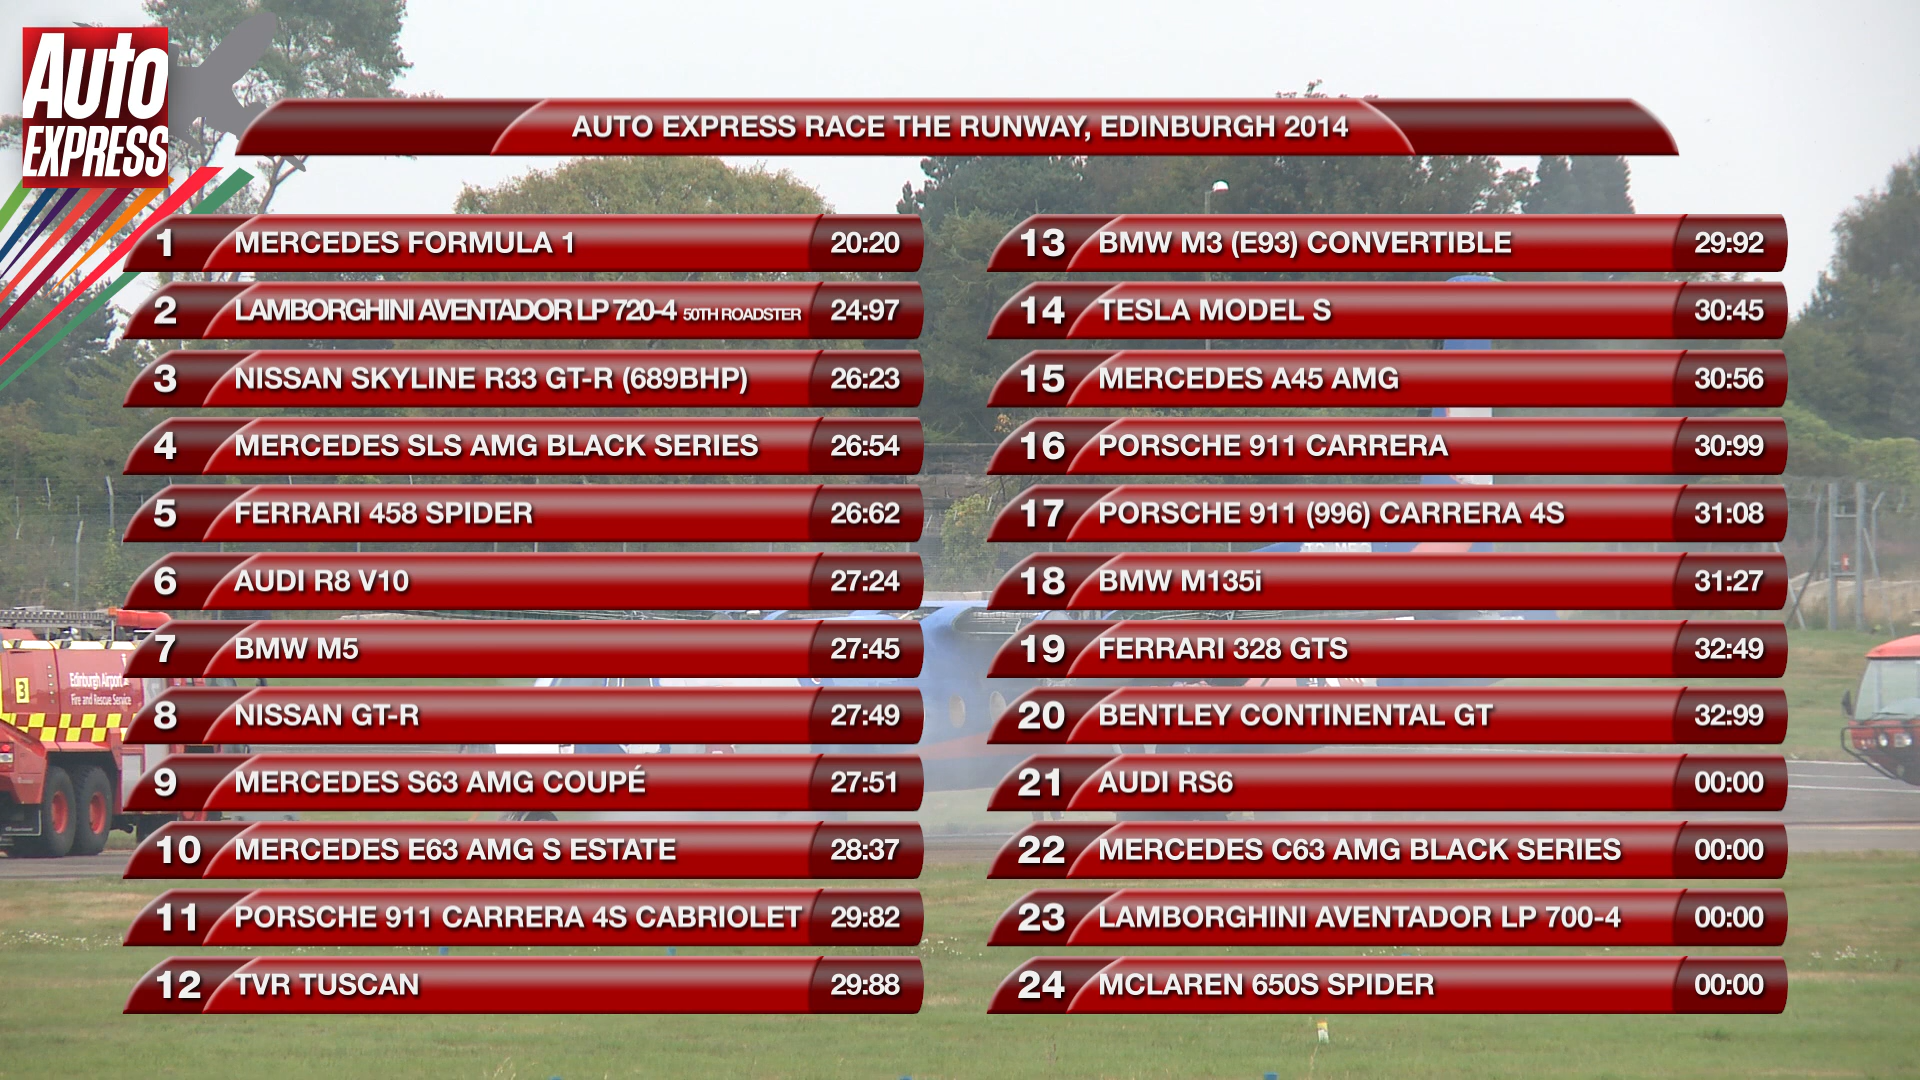 Auto
EXPRESS
AUTO EXPRESS RACE THE RUNWAY, EDINBURGH 2014
1 MERCEDES FORMULA 1 20:20
2 LAMBORGHINI AVENTADOR LP 720-4 50TH ROADSTER 24:97
3 NISSAN SKYLINE R33 GT-R (689BHP) 26:23
4 MERCEDES SLS AMG BLACK SERIES 26:54
5 FERRARI 458 SPIDER 26:62
6 AUDI R8 V10 27:24
7 BMW M5 27:45
8 NISSAN GT-R 27:49
9 MERCEDES S63 AMG COUPÉ 27:51
10 MERCEDES E63 AMG S ESTATE 28:37
11 PORSCHE 911 CARRERA 4S CABRIOLET 29:82
12 TVR TUSCAN 29:88
13 BMW M3 (E93) CONVERTIBLE 29:92
14 TESLA MODEL S 30:45
15 MERCEDES A45 AMG 30:56
16 PORSCHE 911 CARRERA 30:99
17 PORSCHE 911 (996) CARRERA 4S 31:08
18 BMW M135i 31:27
19 FERRARI 328 GTS 32:49
20 BENTLEY CONTINENTAL GT 32:99
21 AUDI RS6 00:00
22 MERCEDES C63 AMG BLACK SERIES 00:00
23 LAMBORGHINI AVENTADOR LP 700-4 00:00
24 MCLAREN 650S SPIDER 00:00
3
Edinburgh Airport
Fire and Rescue Service